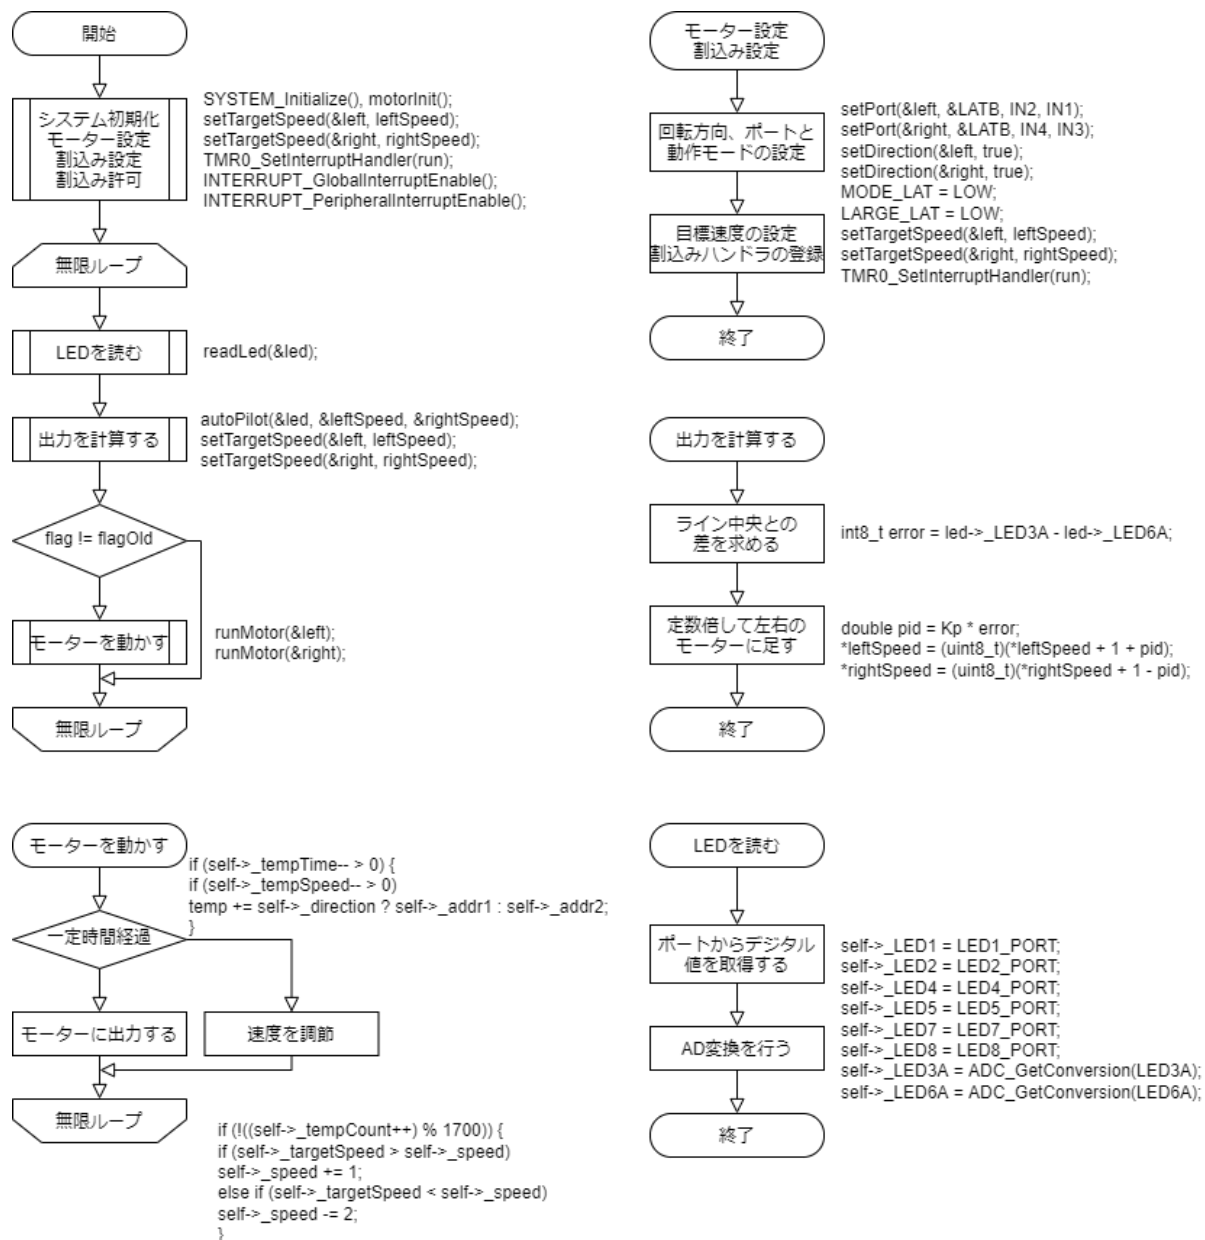 開始
システム初期化
モーター設定
割込み設定
割込み許可
SYSTEM_Initialize(), motorInit();
setTargetSpeed(&left, leftSpeed);
setTargetSpeed(&right, rightSpeed);
TMR0_SetInterruptHandler(run);
INTERRUPT_GlobalInterruptEnable();
INTERRUPT_PeripheralInterruptEnable();
無限ループ
LEDを読む
readLed(&led);
出力を計算する
autoPilot(&led, &leftSpeed, &rightSpeed);
setTargetSpeed(&left, leftSpeed);
setTargetSpeed(&right, rightSpeed);
flag != flagOld
モーターを動かす
runMotor(&left);
runMotor(&right);
無限ループ
モーター設定
割込み設定
回転方向、ポートと
動作モードの設定
目標速度の設定
割込みハンドラの登録
setPort(&left, &LATB, IN2, IN1);
setPort(&right, &LATB, IN4, IN3);
setDirection(&left, true);
setDirection(&right, true);
MODE_LAT = LOW;
LARGE_LAT = LOW;
setTargetSpeed(&left, leftSpeed);
setTargetSpeed(&right, rightSpeed);
TMR0_SetInterruptHandler(run);
終了
出力を計算する
ライン中央との
差を求める
int8_t error = led->_LED3A - led->_LED6A;
定数倍して左右の
モーターに足す
double pid = Kp * error;
*leftSpeed = (uint8_t)(*leftSpeed + 1 + pid);
*rightSpeed = (uint8_t)(*rightSpeed + 1 - pid);
終了
モーターを動かす
if (self->_tempTime-- > 0) {
if (self->_tempSpeed-- > 0)
temp += self->_direction ? self->_addr1 : self->_addr2;
}
一定時間経過
モーターに出力する
速度を調節
無限ループ
if (!((self->_tempCount++) % 1700)) {
if (self->_targetSpeed > self->_speed)
self->_speed += 1;
else if (self->_targetSpeed < self->_speed)
self->_speed -= 2;
}
LEDを読む
ポートからデジタル
値を取得する
AD変換を行う
self->_LED1 = LED1_PORT;
self->_LED2 = LED2_PORT;
self->_LED4 = LED4_PORT;
self->_LED5 = LED5_PORT;
self->_LED7 = LED7_PORT;
self->_LED8 = LED8_PORT;
self->_LED3A = ADC_GetConversion(LED3A);
self->_LED6A = ADC_GetConversion(LED6A);
終了